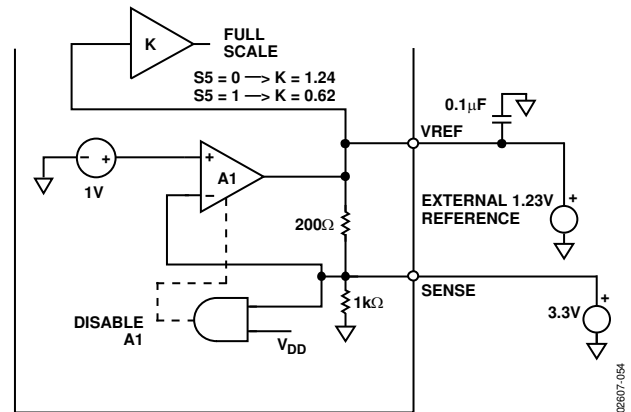 K
FULL
SCALE
S5 = 0 —> K = 1.24
S5 = 1 —> K = 0.62
0.1μF
VREF
− +
1V
+
A1
−
200Ω
EXTERNAL 1.23V
REFERENCE
+
SENSE
1kΩ
DISABLE
A1
VDD
3.3V
+
02607-054